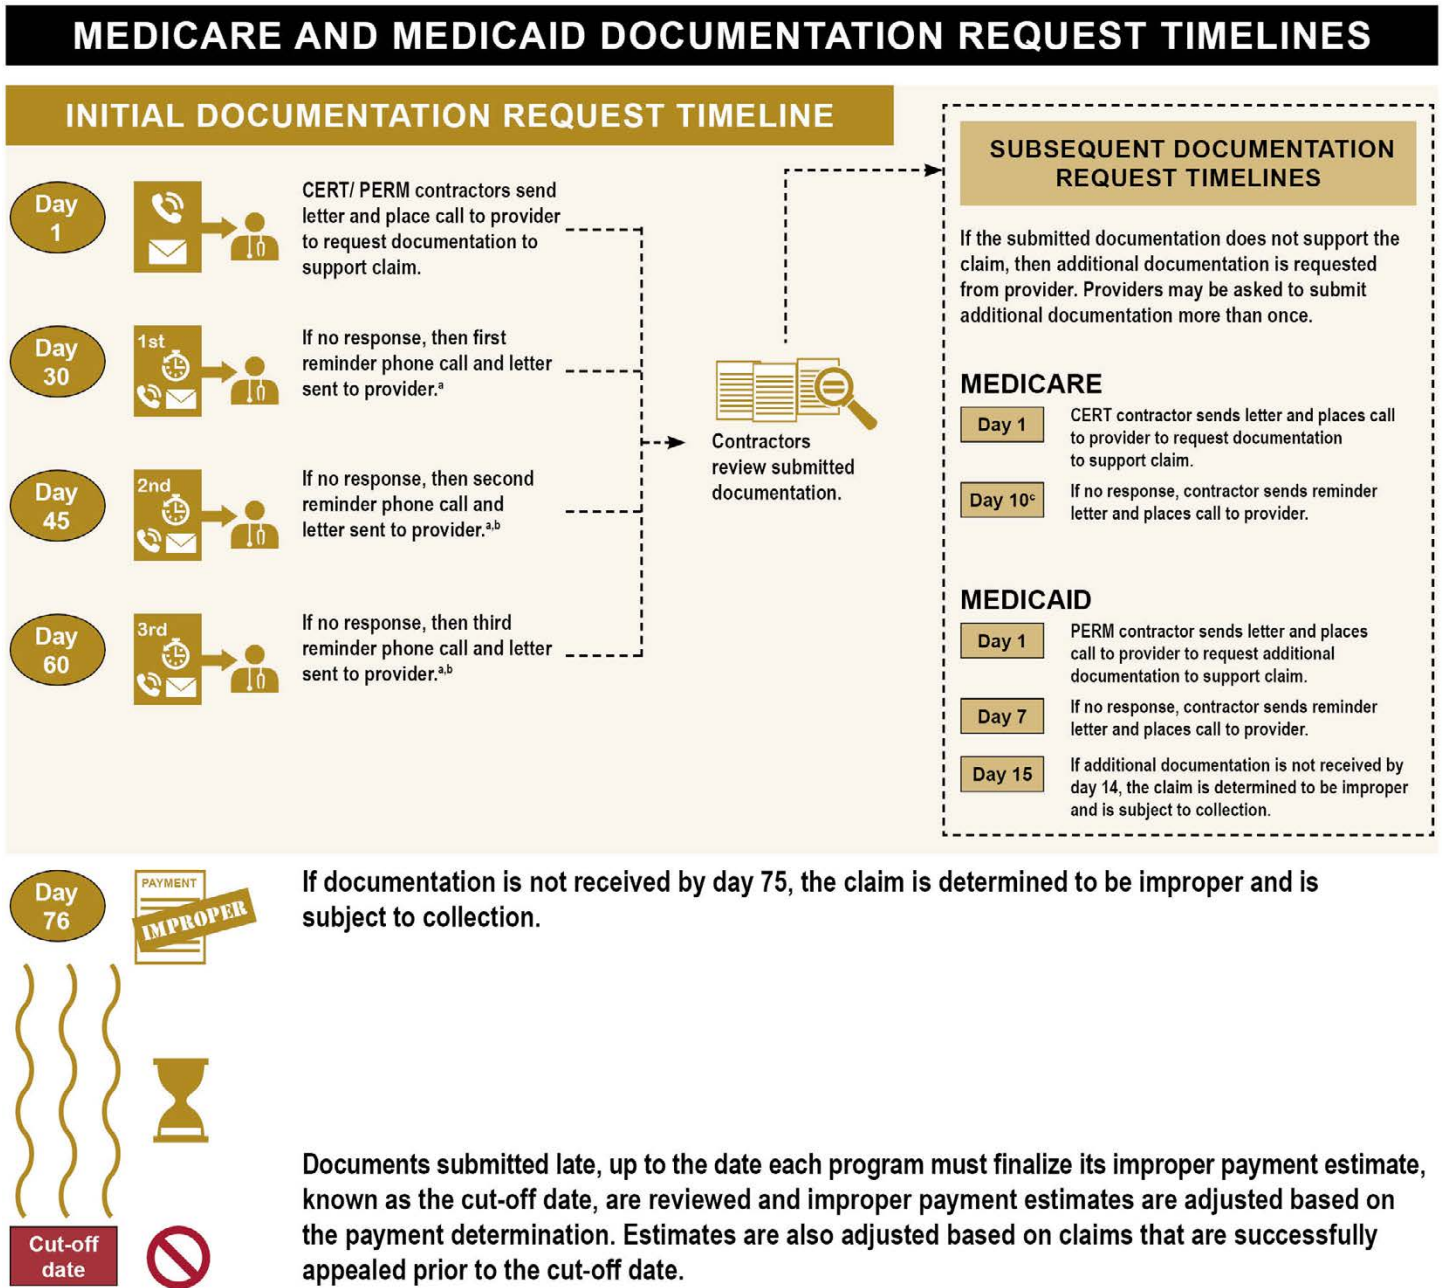 MEDICARE AND MEDICAID DOCUMENTATION REQUEST TIMELINES
INITIAL DOCUMENTATION REQUEST TIMELINE
Day
1
CERT/ PERM contractors send
letter and place call to provider
to request documentation to
support claim.
Day
30
1st
If no response, then first
reminder phone call and letter
sent to provider.ᵃ
Day
45
2nd
If no response, then second
reminder phone call and
letter sent to provider.ᵃ,ᵇ
Day
60
3rd
If no response, then third
reminder phone call and letter
sent to provider.ᵃ,ᵇ
Contractors
review submitted
documentation.
SUBSEQUENT DOCUMENTATION
REQUEST TIMELINES
If the submitted documentation does not support the
claim, then additional documentation is requested
from provider. Providers may be asked to submit
additional documentation more than once.
MEDICARE
Day 1
CERT contractor sends letter and places call
to provider to request documentation
to support claim.
Day 10ᶜ
If no response, contractor sends reminder
letter and places call to provider.
MEDICAID
Day 1
PERM contractor sends letter and places
call to provider to request additional
documentation to support claim.
Day 7
If no response, contractor sends reminder
letter and places call to provider.
Day 15
If additional documentation is not received by
day 14, the claim is determined to be improper
and is subject to collection.
Day
76
PAYMENT
IMPROPER
If documentation is not received by day 75, the claim is determined to be improper and is
subject to collection.
Documents submitted late, up to the date each program must finalize its improper payment estimate,
known as the cut-off date, are reviewed and improper payment estimates are adjusted based on
the payment determination. Estimates are also adjusted based on claims that are successfully
appealed prior to the cut-off date.
Cut-off
date